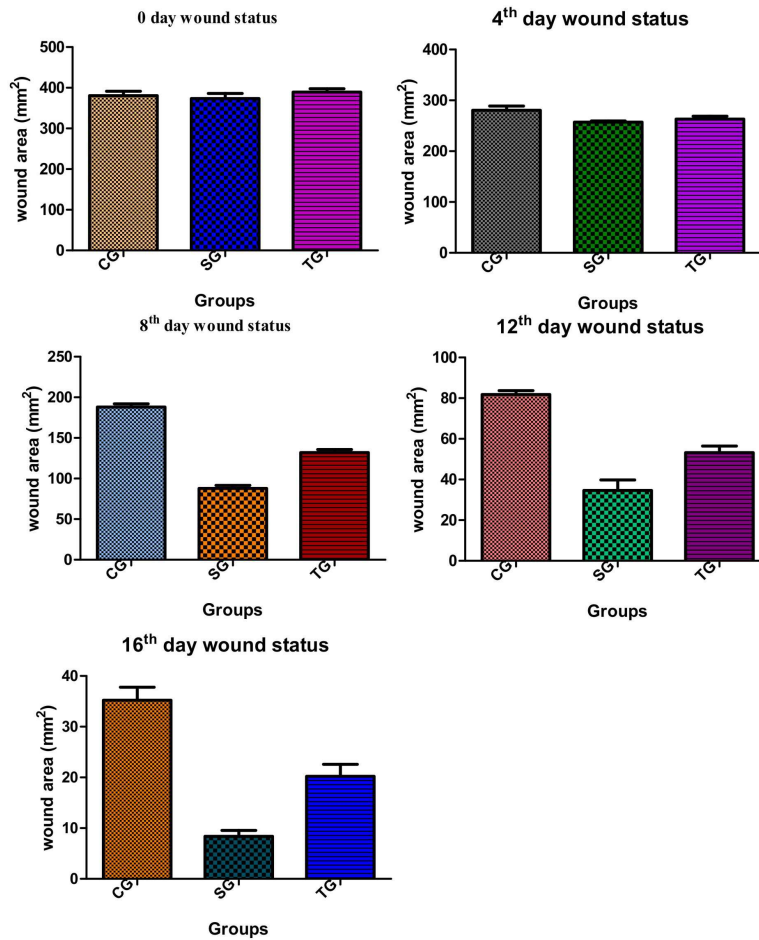 0 day wound status
500
400
300
200
100
0
wound area (mm²)
CG
SG
TG
Groups
4th day wound status
400
300
200
100
0
wound area (mm²)
CG
SG
TG
Groups
8th day wound status
250
200
150
100
50
0
wound area (mm²)
CG
SG
TG
Groups
12th day wound status
100
80
60
40
20
0
wound area (mm²)
CG
SG
TG
Groups
16th day wound status
40
30
20
10
0
wound area (mm²)
CG
SG
TG
Groups